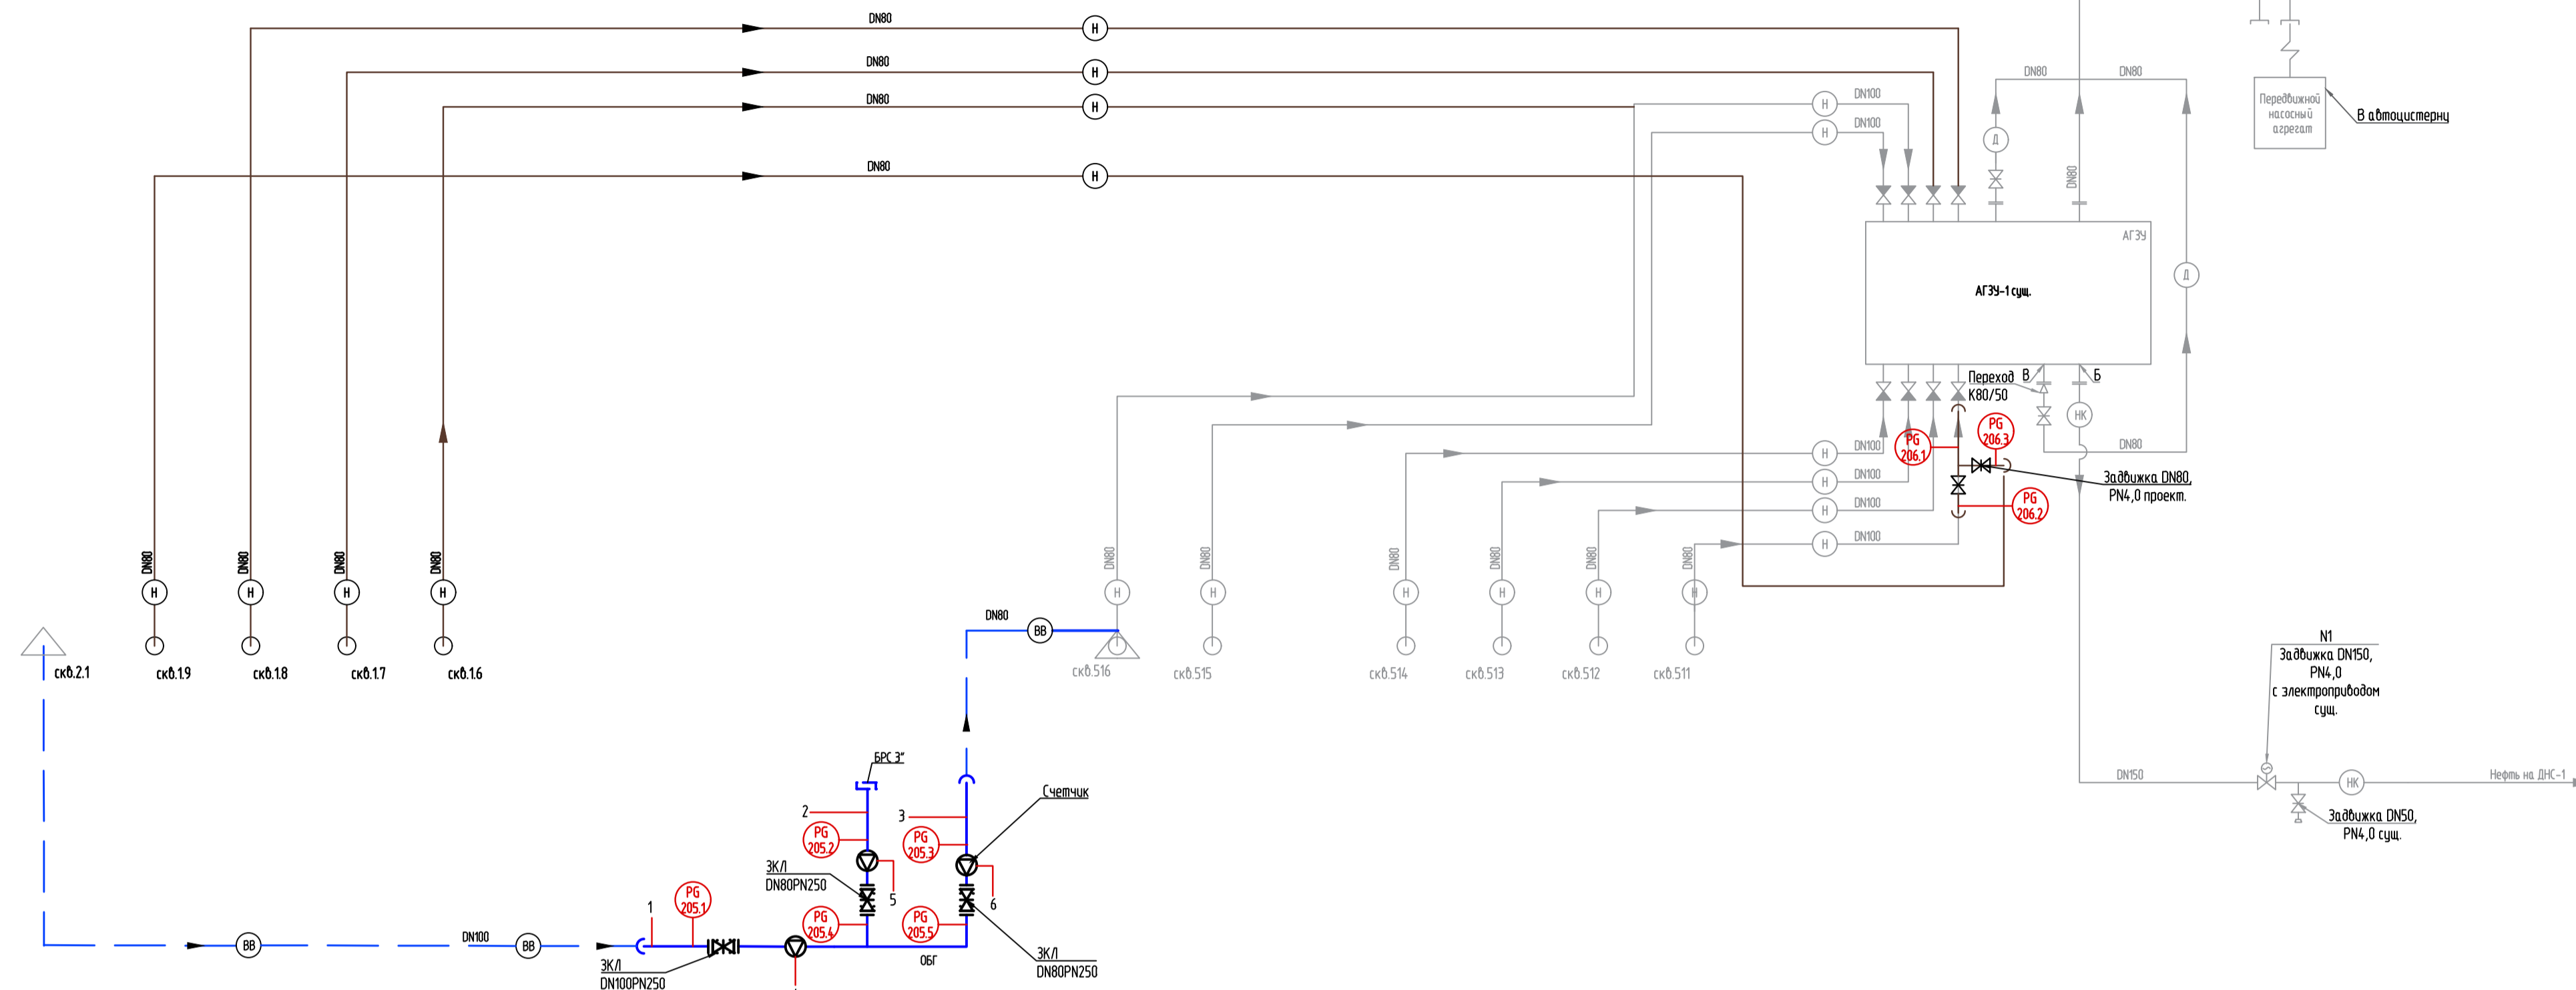 DN80
Н
DN80
Н
DN80
Н
DN80
Н
Н
DN100
Н
DN100
DN80
DN80
Д
DN80
Передвижной
насосный
агрегат
В автоцистерну
АГЗУ
АГЗУ-1 сущ.
Д
Переход
К80/50
В
Б
НК
DN80
PG
206.1
PG
206.3
PG
206.2
Задвижка DN80,
PN4,0 проект.
Н
DN100
Н
DN100
Н
DN100
Н
DN100
DN80
DN80
DN80
DN80
Н
Н
Н
Н
скв.2.1
скв.1.9
скв.1.8
скв.1.7
скв.1.6
DN80
DN80
DN80
DN80
DN80
DN80
Н
Н
Н
Н
Н
Н
DN80
ВВ
скв.516
скв.515
скв.514
скв.513
скв.512
скв.511
N1
Задвижка DN150,
PN4,0
с электроприводом
сущ.
DN150
НК
Нефть на ДНС-1
Задвижка DN50,
PN4,0 сущ.
БРС 3"
Счетчик
2
PG
205.2
3
PG
205.3
ЗКЛ
DN80PN250
5
6
1
PG
205.1
PG
205.4
PG
205.5
ВВ
DN100
ВВ
ЗКЛ
DN100PN250
ОБГ
ЗКЛ
DN80PN250